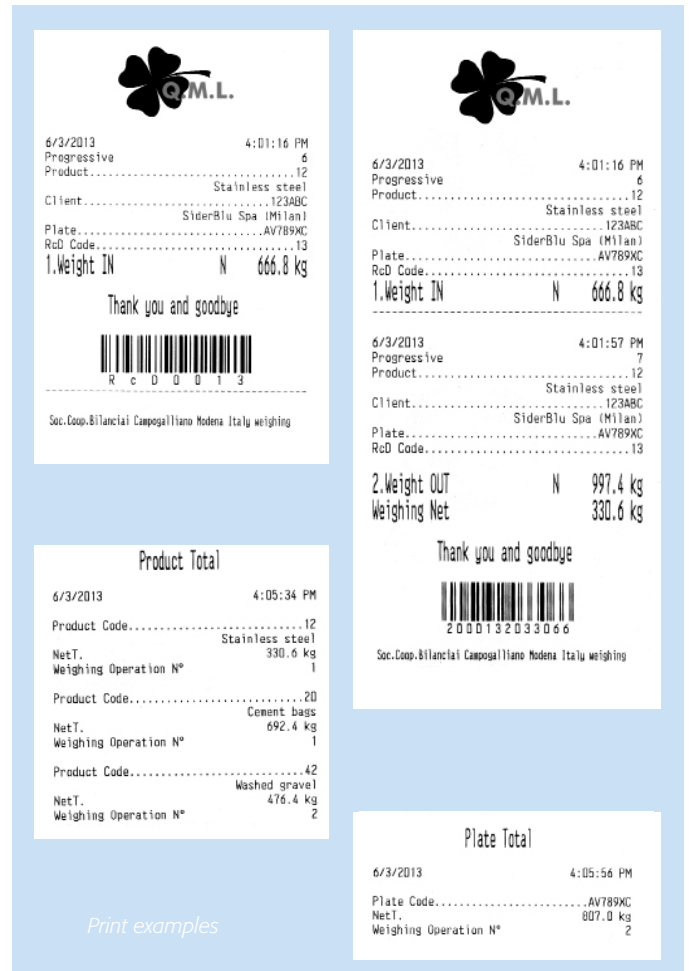 Q.M.L.
6/3/2013 4:01:16 PM
Progressive 6
Product..............................12
Stainless steel
Client..............................123ABC
SiderBlu Spa (Milan)
Plate..............................AV789XC
RcD Code..............................13
1.Weight IN N 666.8 kg
Thank you and goodbye
R c D 0 0 1 3
Soc.Coop.Bilanciai Campogalliano Modena Italy weighing
Product Total
6/3/2013 4:05:34 PM
Product Code..............................12
Stainless steel
NetT. 330.6 kg
Weighing Operation N° 1
Product Code..............................20
Cement bags
NetT. 692.4 kg
Weighing Operation N° 1
Product Code..............................42
Washed gravel
NetT. 476.4 kg
Weighing Operation N° 2
Print examples
Q.M.L.
6/3/2013 4:01:16 PM
Progressive 6
Product..............................12
Stainless steel
Client..............................123ABC
SiderBlu Spa (Milan)
Plate..............................AV789XC
RcD Code..............................13
1.Weight IN N 666.8 kg
6/3/2013 4:01:57 PM
Progressive 7
Product..............................12
Stainless steel
Client..............................123ABC
SiderBlu Spa (Milan)
Plate..............................AV789XC
RcD Code..............................13
2.Weight OUT N 997.4 kg
Weighing Net 330.6 kg
Thank you and goodbye
2000132033066
Soc.Coop.Bilanciai Campogalliano Modena Italy weighing
Plate Total
6/3/2013 4:05:56 PM
Plate Code..............................AV789XC
NetT. 807.0 kg
Weighing Operation N° 2